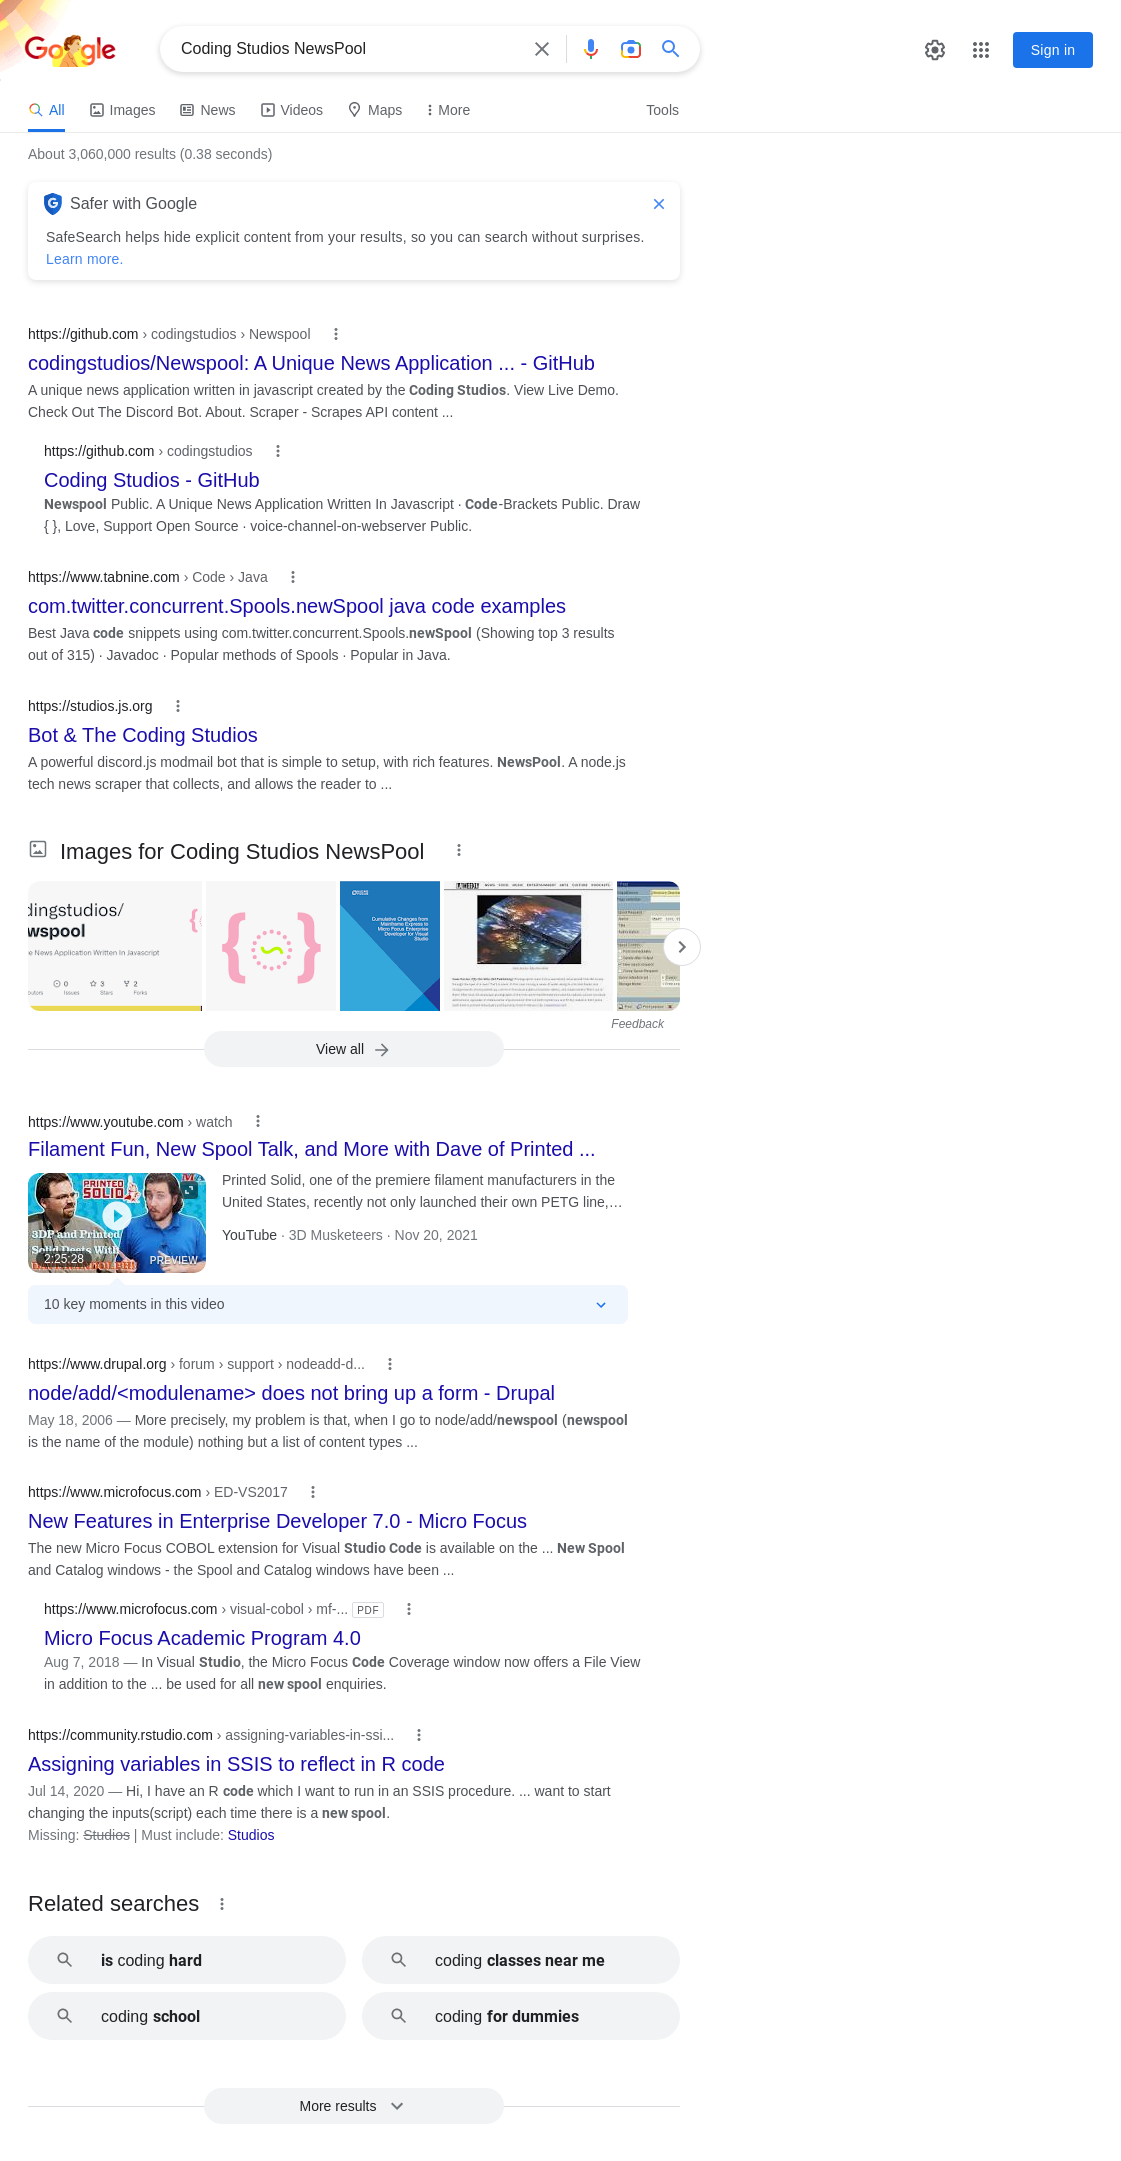 Google
Coding Studios NewsPool
Sign in
All
Images
News
Videos
Maps
More
Tools
About 3,060,000 results (0.38 seconds)
Safer with Google
SafeSearch helps hide explicit content from your results, so you can search without surprises.
Learn more.
https://github.com › codingstudios › Newspool
codingstudios/Newspool: A Unique News Application ... - GitHub
A unique news application written in javascript created by the Coding Studios. View Live Demo.
Check Out The Discord Bot. About. Scraper - Scrapes API content ...
https://github.com › codingstudios
Coding Studios - GitHub
Newspool Public. A Unique News Application Written In Javascript · Code-Brackets Public. Draw
{ }, Love, Support Open Source · voice-channel-on-webserver Public.
https://www.tabnine.com › Code › Java
com.twitter.concurrent.Spools.newSpool java code examples
Best Java code snippets using com.twitter.concurrent.Spools.newSpool (Showing top 3 results
out of 315) · Javadoc · Popular methods of Spools · Popular in Java.
https://studios.js.org
Bot & The Coding Studios
A powerful discord.js modmail bot that is simple to setup, with rich features. NewsPool. A node.js
tech news scraper that collects, and allows the reader to ...
Images for Coding Studios NewsPool
dingstudios/
wspool
e News Application Written In Javascript
0
3
2
Issues
Stars
Forks
Cumulative Changes from
Mainframe Express to
Micro Focus Enterprise
Developer for Visual
Studio
Feedback
View all
https://www.youtube.com › watch
Filament Fun, New Spool Talk, and More with Dave of Printed ...
PRINTED
SOLID
3DP and Printed
Solid Deets With
2:25:28
PREVIEW
Printed Solid, one of the premiere filament manufacturers in the
United States, recently not only launched their own PETG line,...
YouTube · 3D Musketeers · Nov 20, 2021
10 key moments in this video
https://www.drupal.org › forum › support › nodeadd-d...
node/add/<modulename> does not bring up a form - Drupal
May 18, 2006 — More precisely, my problem is that, when I go to node/add/newspool (newspool
is the name of the module) nothing but a list of content types ...
https://www.microfocus.com › ED-VS2017
New Features in Enterprise Developer 7.0 - Micro Focus
The new Micro Focus COBOL extension for Visual Studio Code is available on the ... New Spool
and Catalog windows - the Spool and Catalog windows have been ...
https://www.microfocus.com › visual-cobol › mf-... PDF
Micro Focus Academic Program 4.0
Aug 7, 2018 — In Visual Studio, the Micro Focus Code Coverage window now offers a File View
in addition to the ... be used for all new spool enquiries.
https://community.rstudio.com › assigning-variables-in-ssi...
Assigning variables in SSIS to reflect in R code
Jul 14, 2020 — Hi, I have an R code which I want to run in an SSIS procedure. ... want to start
changing the inputs(script) each time there is a new spool.
Missing: Studios | Must include: Studios
Related searches
is coding hard
coding classes near me
coding school
coding for dummies
More results